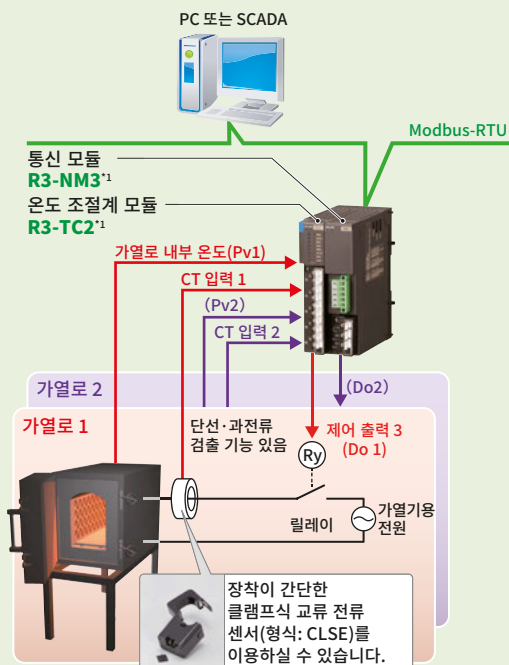 PC 또는 SCADA
Modbus-RTU
통신 모듈
R3-NM3*1
온도 조절계 모듈
R3-TC2*1
가열로 내부 온도(Pv1)
CT 입력 1
(Pv2)
CT 입력 2
가열로 2
(Do2)
가열로 1
단선·과전류
검출 기능 있음
제어 출력 3
(Do 1)
Ry
릴레이
가열기용
전원
장착이 간단한
클램프식 교류 전류
센서(형식: CLSE)를
이용하실 수 있습니다.